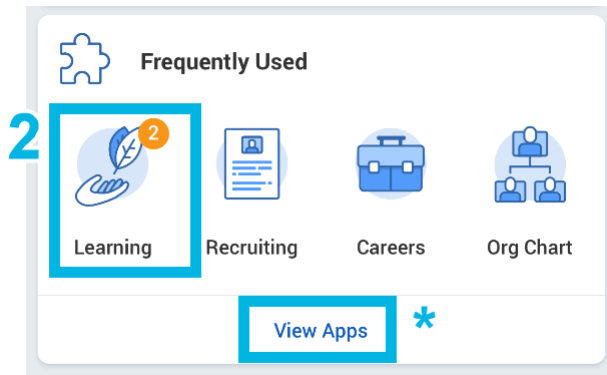 Frequently Used
2
2
Learning
Recruiting
Careers
Org Chart
View Apps
*